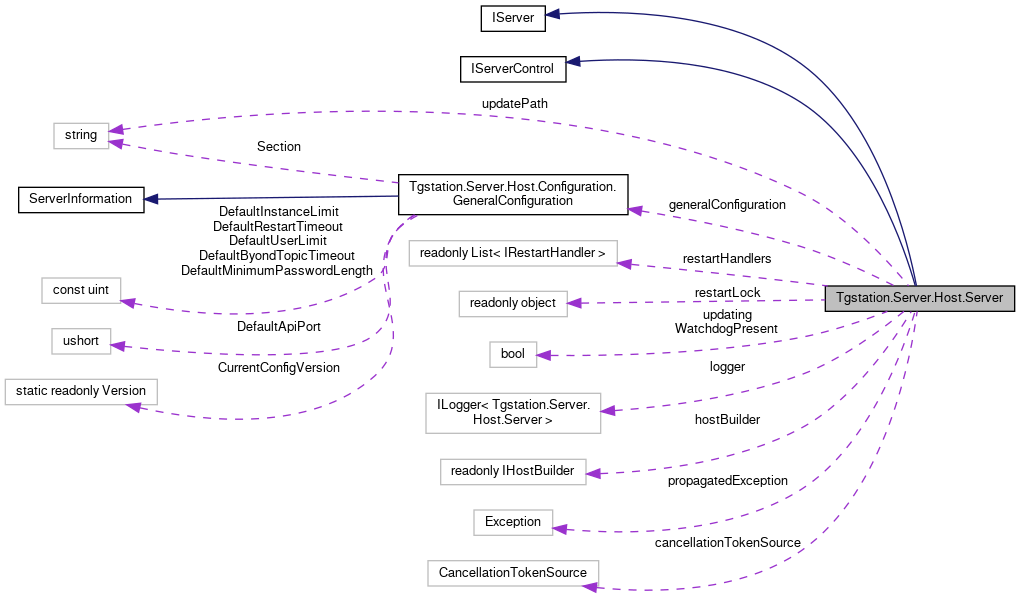 IServer
IServerControl
updatePath
string
Section
Tgstation.Server.Host.Configuration.
GeneralConfiguration
ServerInformation
generalConfiguration
DefaultInstanceLimit
DefaultRestartTimeout
DefaultUserLimit
DefaultByondTopicTimeout
DefaultMinimumPasswordLength
readonly List< IRestartHandler >
restartHandlers
const uint
readonly object
restartLock
Tgstation.Server.Host.Server
updating
WatchdogPresent
DefaultApiPort
ushort
bool
CurrentConfigVersion
logger
static readonly Version
ILogger< Tgstation.Server.
Host.Server >
hostBuilder
readonly IHostBuilder
propagatedException
Exception
cancellationTokenSource
CancellationTokenSource